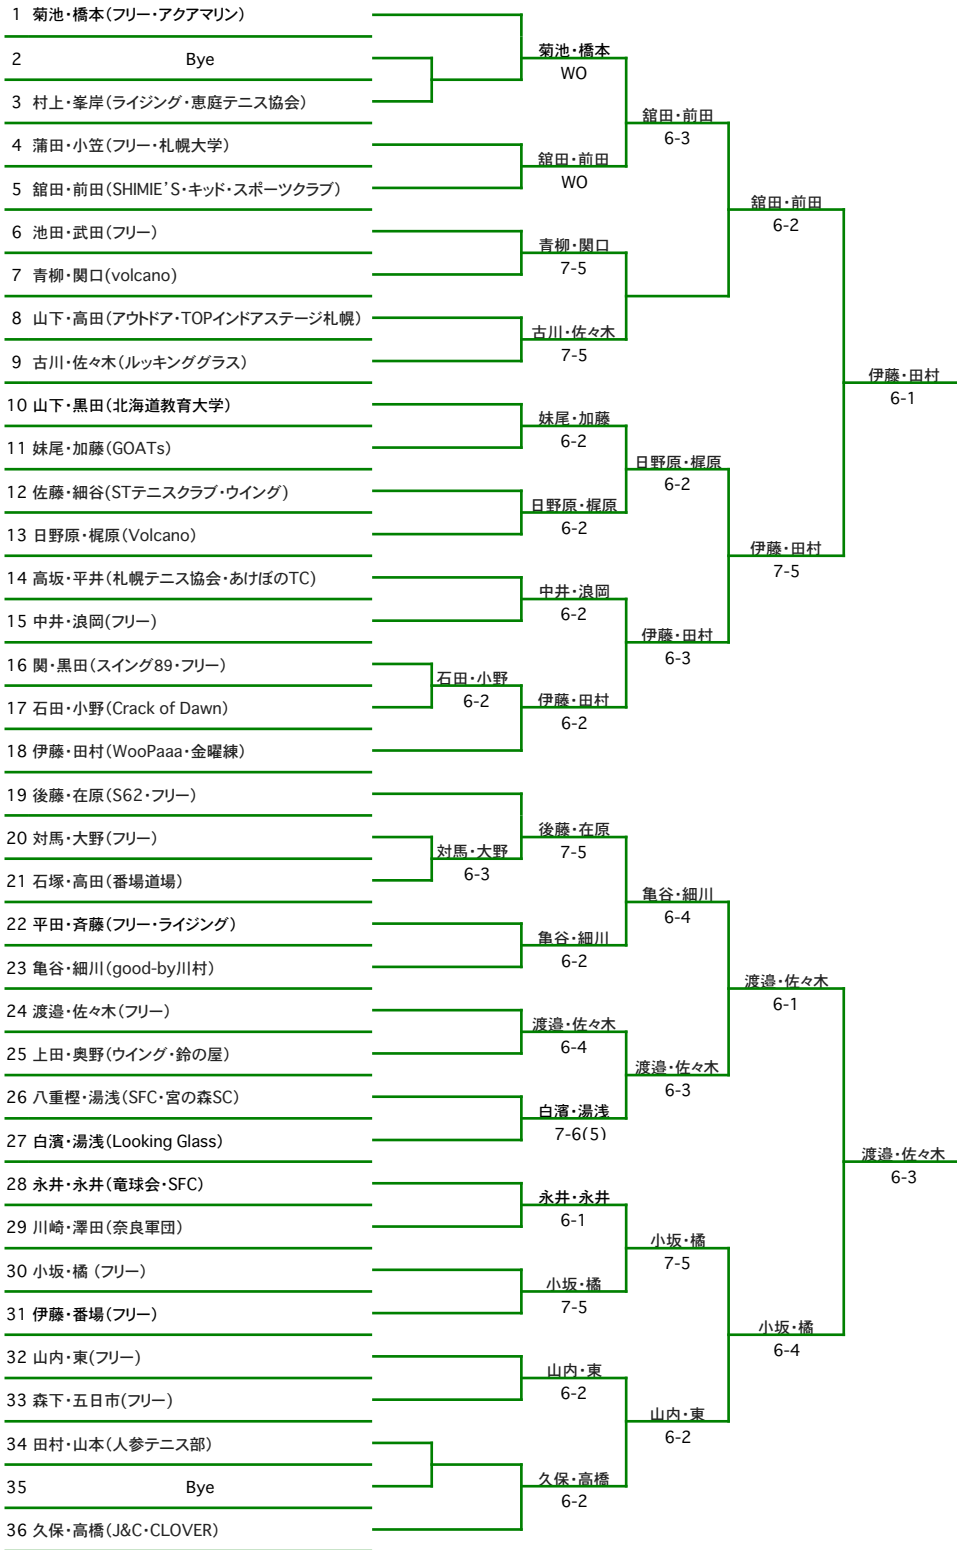 1 菊池・橋本(フリー・アクアマリン)
2 Bye
3 村上・峯岸(ライジング・恵庭テニス協会)
4 蒲田・小笠(フリー・札幌大学)
5 舘田・前田(SHIMIE'S・キッド・スポーツクラブ)
6 池田・武田(フリー)
7 青柳・関口(volcano)
8 山下・高田(アウトドア・TOPインドアステージ札幌)
9 古川・佐々木(ルッキンググラス)
10 山下・黒田(北海道教育大学)
11 妹尾・加藤(GOATs)
12 佐藤・細谷(STテニスクラブ・ウイング)
13 日野原・梶原(Volcano)
14 高坂・平井(札幌テニス協会・あけぼのTC)
15 中井・浪岡(フリー)
16 関・黒田(スイング89・フリー)
17 石田・小野(Crack of Dawn)
18 伊藤・田村(WooPaaa・金曜練)
19 後藤・在原(S62・フリー)
20 対馬・大野(フリー)
21 石塚・高田(番場道場)
22 平田・斉藤(フリー・ライジング)
23 亀谷・細川(good-by川村)
24 渡邉・佐々木(フリー)
25 上田・奥野(ウイング・鈴の屋)
26 八重樫・湯浅(SFC・宮の森SC)
27 白濱・湯浅(Looking Glass)
28 永井・永井(竜球会・SFC)
29 川崎・澤田(奈良軍団)
30 小坂・橘 (フリー)
31 伊藤・番場(フリー)
32 山内・東(フリー)
33 森下・五日市(フリー)
34 田村・山本(人参テニス部)
35 Bye
36 久保・高橋(J&C・CLOVER)
石田・小野
6-2
対馬・大野
6-3
菊池・橋本
WO
舘田・前田
WO
青柳・関口
7-5
古川・佐々木
7-5
妹尾・加藤
6-2
日野原・梶原
6-2
中井・浪岡
6-2
伊藤・田村
6-2
後藤・在原
7-5
亀谷・細川
6-2
渡邉・佐々木
6-4
白濱・湯浅
7-6(5)
永井・永井
6-1
小坂・橘
7-5
山内・東
6-2
久保・高橋
6-2
舘田・前田
6-3
日野原・梶原
6-2
伊藤・田村
6-3
亀谷・細川
6-4
渡邉・佐々木
6-3
小坂・橘
7-5
山内・東
6-2
舘田・前田
6-2
伊藤・田村
7-5
渡邉・佐々木
6-1
小坂・橘
6-4
伊藤・田村
6-1
渡邉・佐々木
6-3